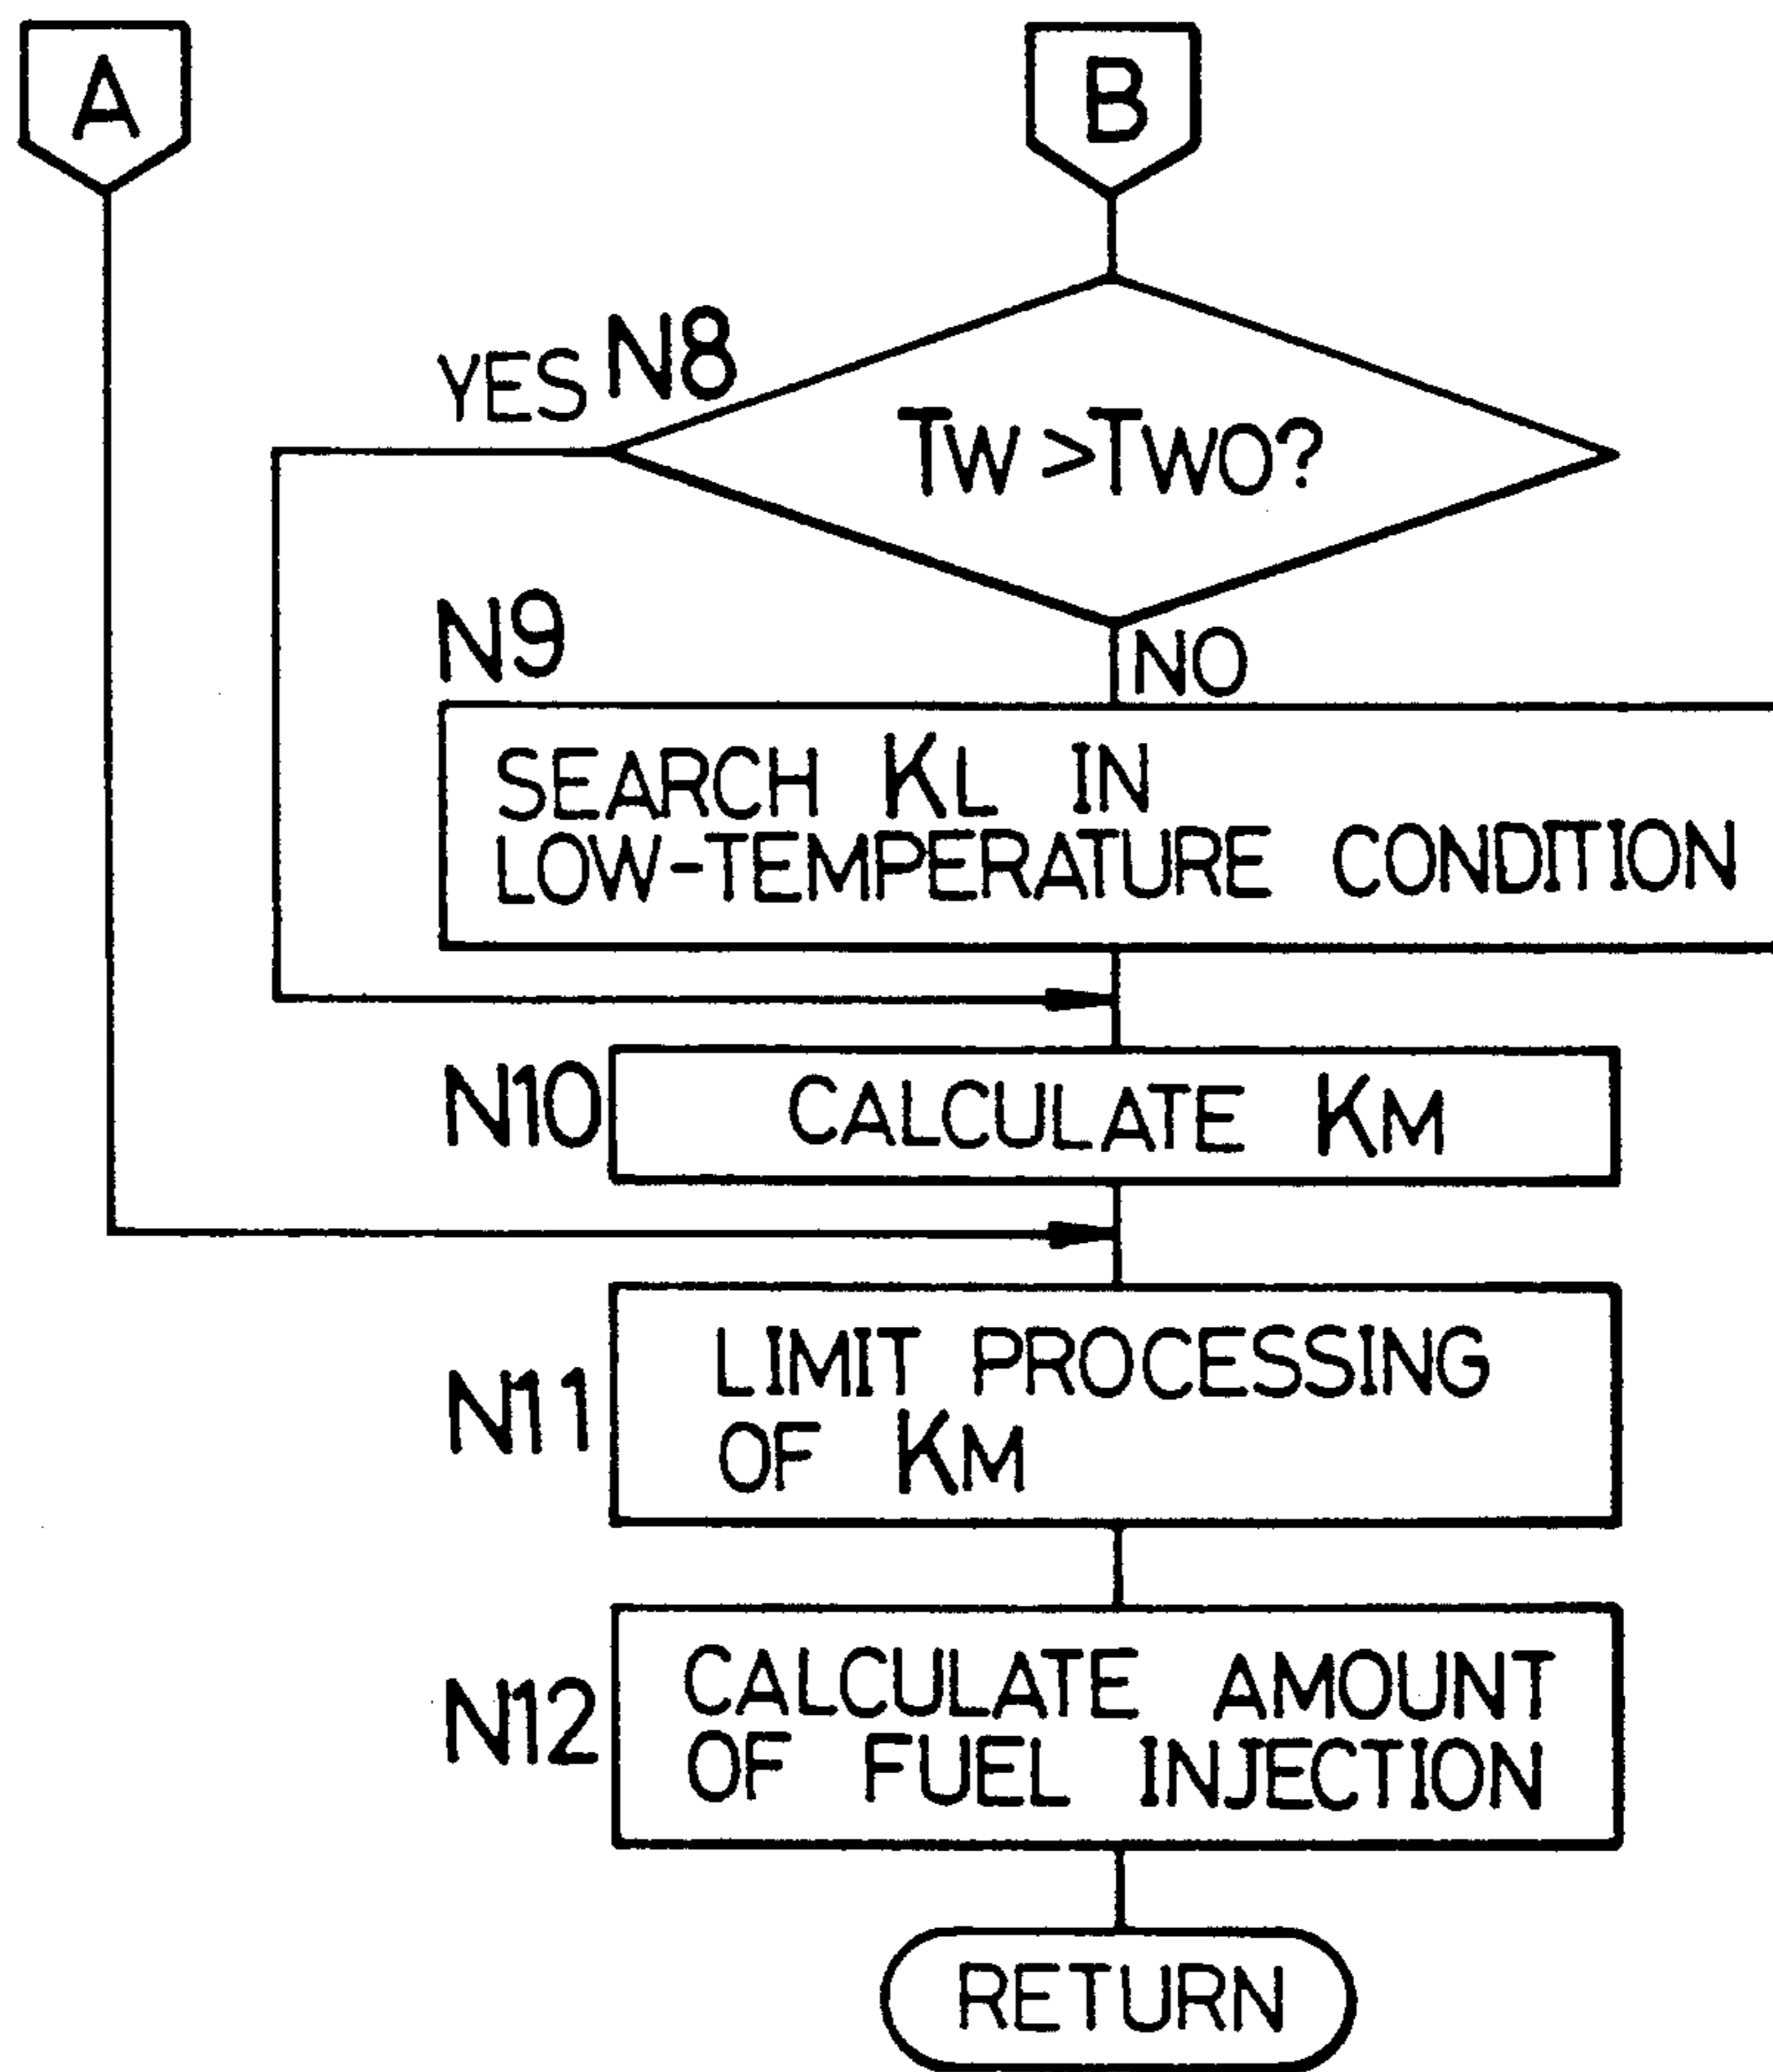 A
B
YES N8
TW >TWO?
N9
NO
SEARCH KL IN
LOW-TEMPERATURE CONDITION
N10
CALCULATE KM
N11
LIMIT PROCESSING
OF KM
N12
CALCULATE AMOUNT
OF FUEL INJECTION
RETURN